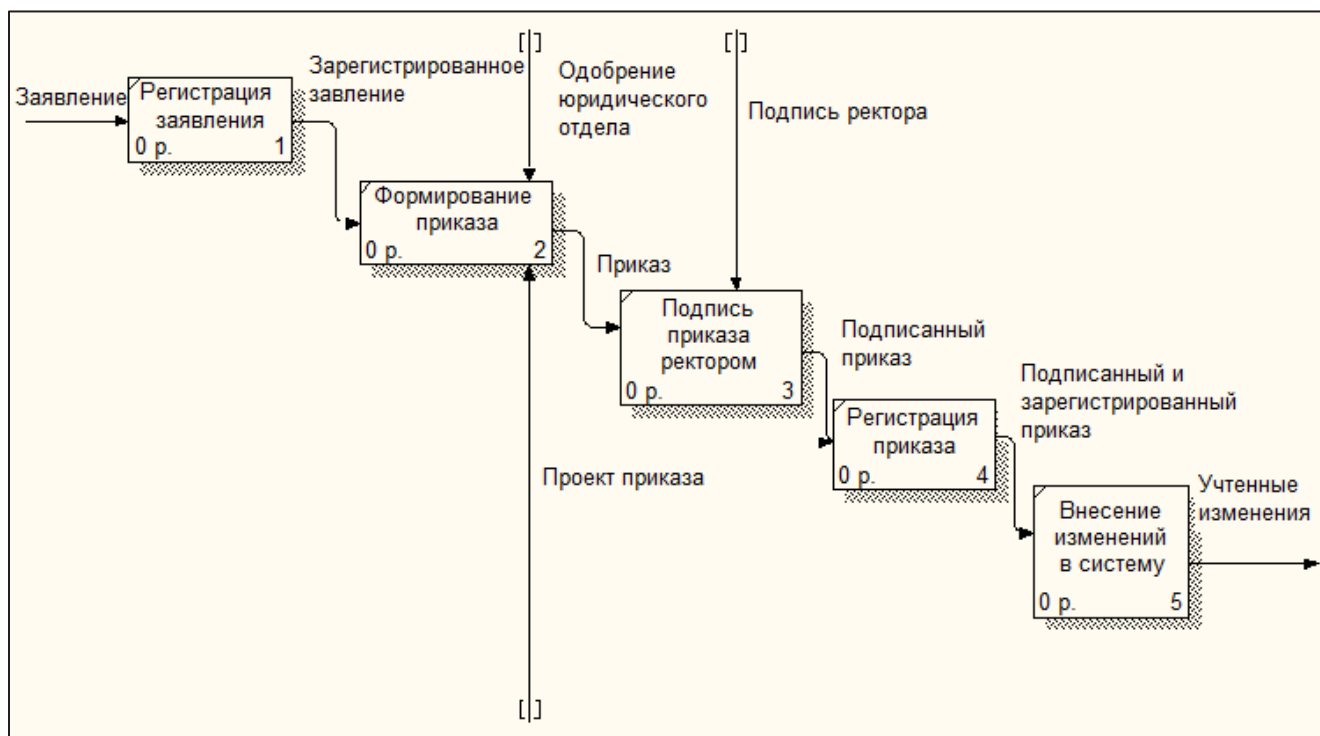 Заявление
Регистрация
заявления
0 р.
1
Зарегистрированное
завление
[ ]
Одобрение
юридического
отдела
[ ]
Подпись ректора
Формирование
приказа
0 р.
2
Приказ
Подпись
приказа
ректором
0 р.
3
Подписанный
приказ
Регистрация
приказа
0 р.
4
Подписанный и
зарегистрированный
приказ
Проект приказа
Внесение
изменений
в систему
0 р.
5
Учтенные
изменения
[ ]